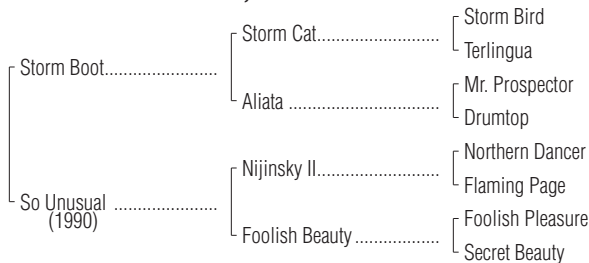 Storm Bird
Storm Cat........................
Terlingua
Storm Boot......................
Mr. Prospector
Aliata .............................
Drumtop
Northern Dancer
Nijinsky II........................
Flaming Page
So Unusual ....................
(1990)
Foolish Pleasure
Foolish Beauty ................
Secret Beauty